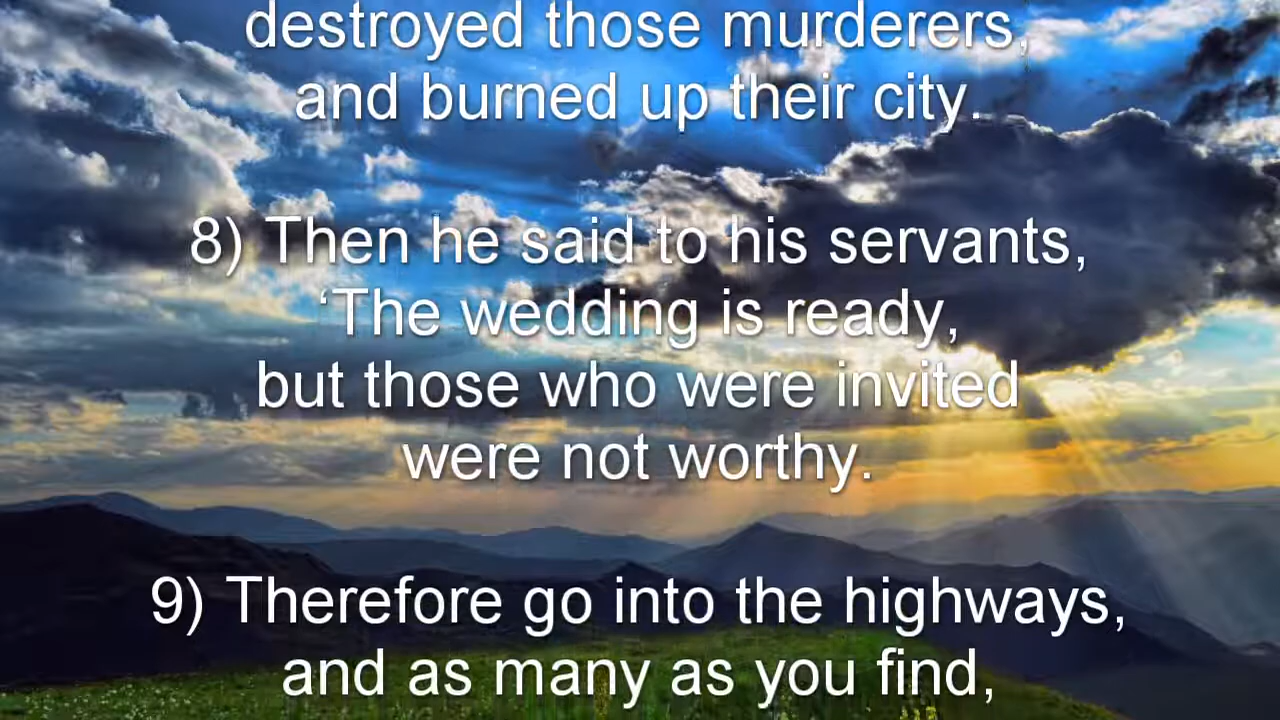 destroyed those murderers,
and burned up their city.
8) Then he said to his servants,
‘The wedding is ready,
but those who were invited
were not worthy.
9) Therefore go into the highways,
and as many as you find,